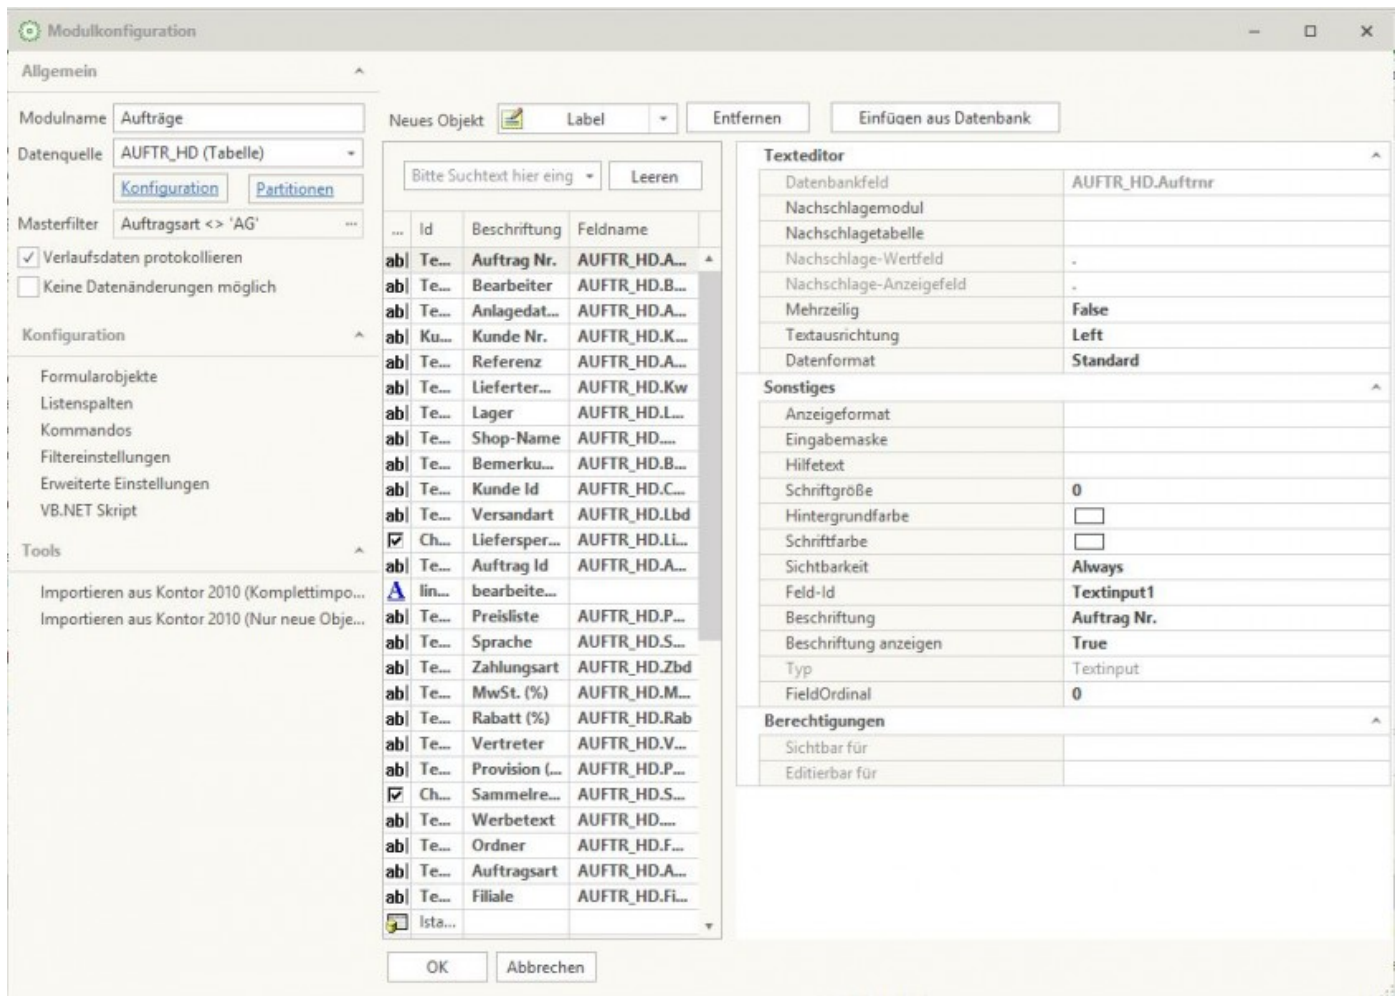 Modulkonfiguration
Allgemein
Modulname Aufträge
Datenquelle AUFTR_HD (Tabelle)
Konfiguration Partitionen
Masterfilter Auftragsart <> 'AG' ...
Verlaufsdaten protokollieren
Keine Datenänderungen möglich
Konfiguration
Formularobjekte
Listenspalten
Kommandos
Filtereinstellungen
Erweiterte Einstellungen
VB.NET Skript
Tools
Importieren aus Kontor 2010 (Komplettimpo...
Importieren aus Kontor 2010 (Nur neue Obje...
Neues Objekt Label Entfernen Einfügen aus Datenbank
Bitte Suchtext hier eing Leeren
... Id Beschriftung Feldname
ab| Te... Auftrag Nr. AUFTR_HD.A...
ab| Te... Bearbeiter AUFTR_HD.B...
ab| Te... Anlagedat... AUFTR_HD.A...
ab| Ku... Kunde Nr. AUFTR_HD.K...
ab| Te... Referenz AUFTR_HD.A...
ab| Te... Lieferter... AUFTR_HD.Kw
ab| Te... Lager AUFTR_HD.L...
ab| Te... Shop-Name AUFTR_HD....
ab| Te... Bemerku... AUFTR_HD.B...
ab| Te... Kunde Id AUFTR_HD.C...
ab| Te... Versandart AUFTR_HD.Lbd
Ch... Liefersper... AUFTR_HD.Li...
ab| Te... Auftrag Id AUFTR_HD.A...
A lin... bearbeite...
ab| Te... Preisliste AUFTR_HD.P...
ab| Te... Sprache AUFTR_HD.S...
ab| Te... Zahlungsart AUFTR_HD.Zbd
ab| Te... MwSt. (%) AUFTR_HD.M...
ab| Te... Rabatt (%) AUFTR_HD.Rab
ab| Te... Vertreter AUFTR_HD.V...
ab| Te... Provision (... AUFTR_HD.P...
Ch... Sammelre... AUFTR_HD.S...
ab| Te... Werbetext AUFTR_HD....
ab| Te... Ordner AUFTR_HD.F...
ab| Te... Auftragsart AUFTR_HD.A...
ab| Te... Filiale AUFTR_HD.Fi...
lsta...
Texteditor
Datenbankfeld AUFTR_HD.Auftrnr
Nachschlagemodul
Nachschlagetabelle
Nachschlage-Wertfeld .
Nachschlage-Anzeigefeld .
Mehrzeilig False
Textausrichtung Left
Datenformat Standard
Sonstiges
Anzeigeformat
Eingabemaske
Hilfetext
Schriftgröße 0
Hintergrundfarbe
Schriftfarbe
Sichtbarkeit Always
Feld-Id Textinput1
Beschriftung Auftrag Nr.
Beschriftung anzeigen True
Typ Textinput
FieldOrdinal 0
Berechtigungen
Sichtbar für
Editierbar für
OK Abbrechen